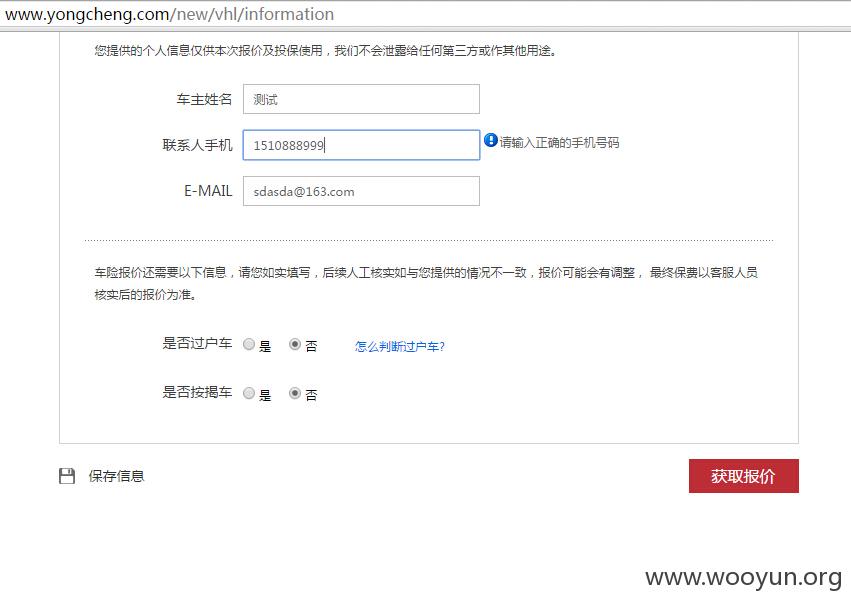 www.yongcheng.com/new/vhl/information
您提供的个人信息仅供本次报价及投保使用，我们不会泄露给任何第三方或作其他用途。
车主姓名 测试
联系人手机 1510888999 请输入正确的手机号码
E-MAIL sdasda@163.com
车险报价还需要以下信息，请您如实填写，后续人工核实如与您提供的情况不一致，报价可能会有调整， 最终保费以客服人员
核实后的报价为准。
是否过户车 是 否 怎么判断过户车?
是否按揭车 是 否
保存信息 获取报价
www.wooyun.org